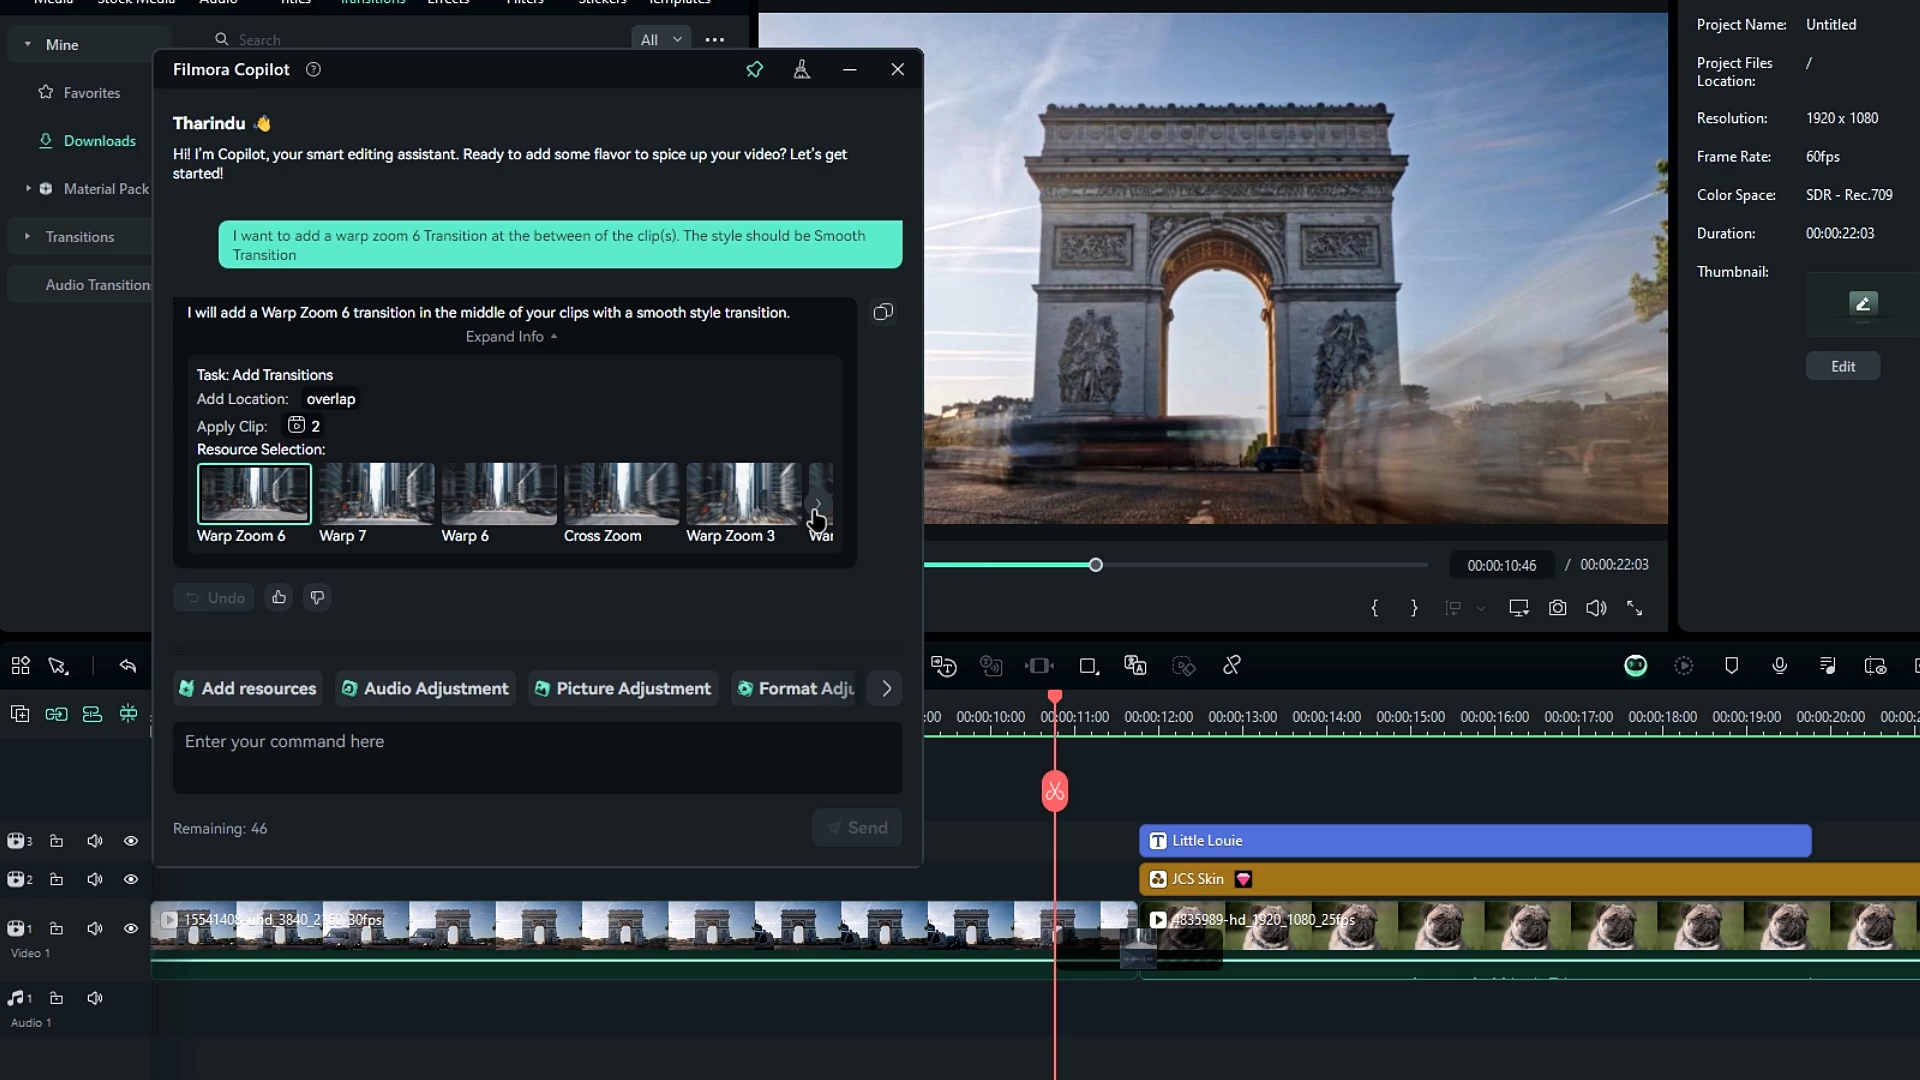 Media Stock Media Audio Titles Transitions Effects Filters Stickers Templates
Mine
Search
All
Favorites
Downloads
Material Pack
Transitions
Audio Transition
Filmora Copilot
Tharindu 👋
Hi! I'm Copilot, your smart editing assistant. Ready to add some flavor to spice up your video? Let's get
started!
I want to add a warp zoom 6 Transition at the between of the clip(s). The style should be Smooth
Transition
I will add a Warp Zoom 6 transition in the middle of your clips with a smooth style transition.
Expand Info
Task: Add Transitions
Add Location: overlap
Apply Clip: 2
Resource Selection:
Warp Zoom 6 Warp 7 Warp 6 Cross Zoom Warp Zoom 3 War
Undo
Add resources Audio Adjustment Picture Adjustment Format Adju
Enter your command here
Remaining: 46
Send
Project Name: Untitled
Project Files
Location: /
Resolution: 1920 x 1080
Frame Rate: 60fps
Color Space: SDR - Rec.709
Duration: 00:00:22:03
Thumbnail:
Edit
00:00:10:46 / 00:00:22:03
{ }
:00 00:00:10:00 00:00:11:00 00:00:12:00 00:00:13:00 00:00:14:00 00:00:15:00 00:00:16:00 00:00:17:00 00:00:18:00 00:00:19:00 00:00:20:00 00:00:2
3
T Little Louie
2
JCS Skin
1
15541408-uhd_3840_2160_30fps
4835989-hd_1920_1080_25fps
Video 1
1
Audio 1